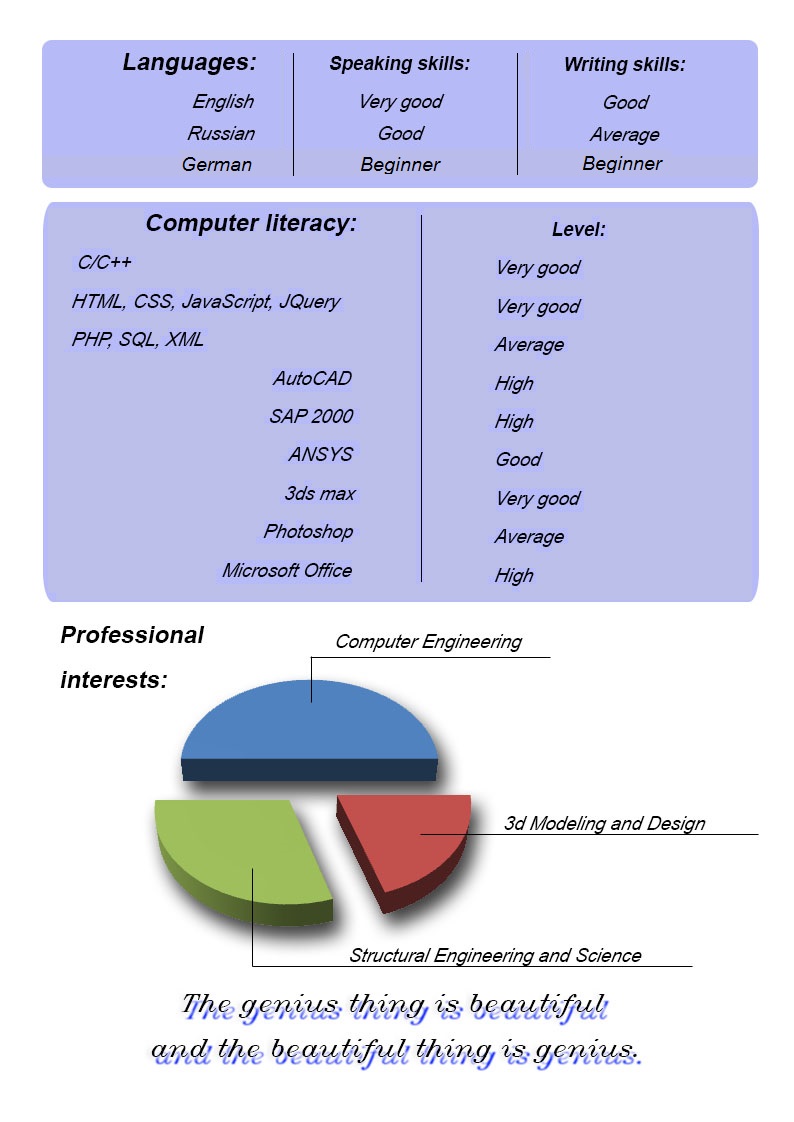 Languages: Speaking skills: Writing skills:
English Very good Good
Russian Good Average
German Beginner Beginner
Computer literacy: Level:
C/C++ Very good
HTML, CSS, JavaScript, JQuery Very good
PHP, SQL, XML Average
AutoCAD High
SAP 2000 High
ANSYS Good
3ds max Very good
Photoshop Average
Microsoft Office High
Professional
interests:
Computer Engineering
3d Modeling and Design
Structural Engineering and Science
The genius thing is beautiful
and the beautiful thing is genius.